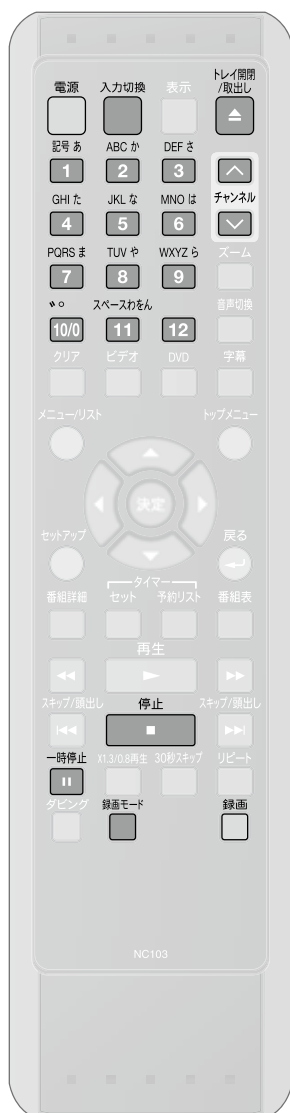 電源 入力切換 表示 トレイ開閉
/取出し
記号 あ ABC か DEF さ
1 2 3
GHI た JKL な MNO は チャンネル
4 5 6
PQRS ま TUV や WXYZ ら ズーム
7 8 9
゛゜ スペースわをん 音声切換
10/0 11 12
クリア ビデオ DVD 字幕
メニュー/リスト トップメニュー
決定
セットアップ 戻る
タイマー
番組詳細 セット 予約リスト 番組表
再生
スキップ/頭出し 停止 スキップ/頭出し
一時停止 X1.3/0.8再生 30秒スキップ リピート
ダビング 録画モード 録画
NC103